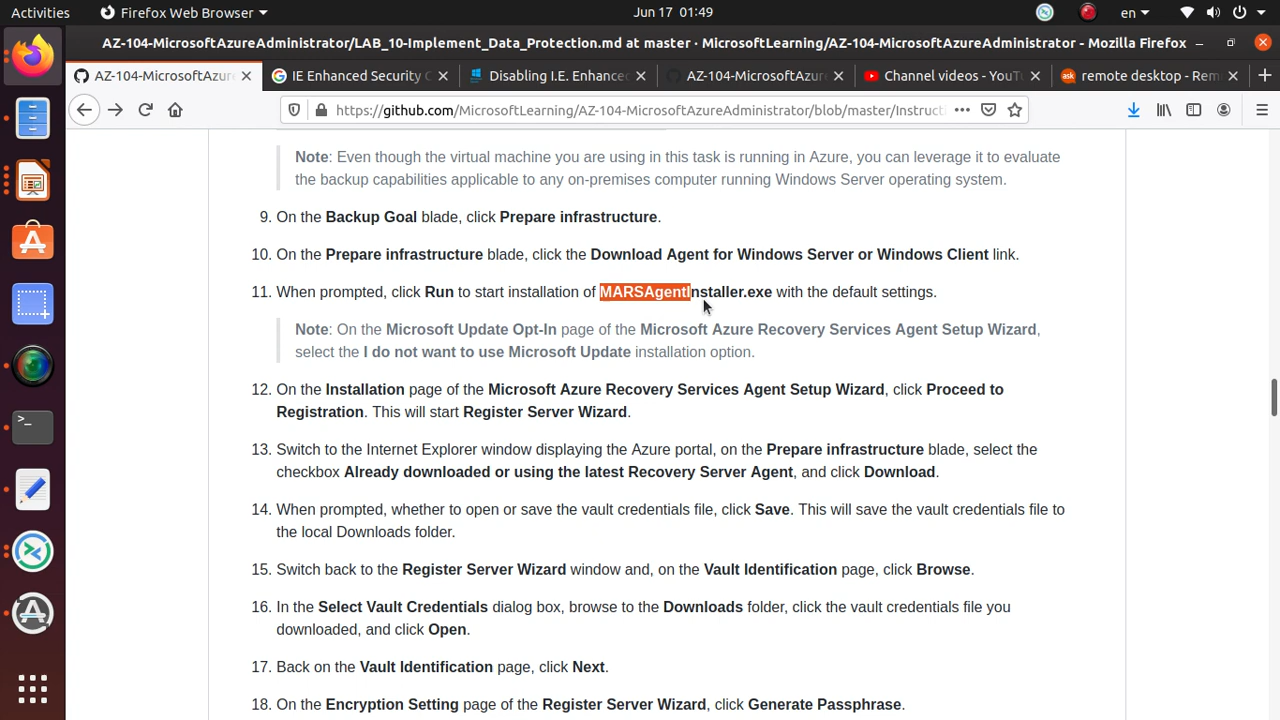 Activities
Firefox Web Browser
Jun 17 01:49
en
AZ-104-MicrosoftAzureAdministrator/LAB_10-Implement_Data_Protection.md at master · MicrosoftLearning/AZ-104-MicrosoftAzureAdministrator - Mozilla Firefox
AZ-104-MicrosoftAzur
IE Enhanced Security C
Disabling I.E. Enhance
AZ-104-MicrosoftAzur
Channel videos - YouT
ask
remote desktop - Rem
https://github.com/MicrosoftLearning/AZ-104-MicrosoftAzureAdministrator/blob/master/Instruct
Note: Even though the virtual machine you are using in this task is running in Azure, you can leverage it to evaluate
the backup capabilities applicable to any on-premises computer running Windows Server operating system.
9. On the Backup Goal blade, click Prepare infrastructure.
10. On the Prepare infrastructure blade, click the Download Agent for Windows Server or Windows Client link.
11. When prompted, click Run to start installation of MARSAgentInstaller.exe with the default settings.
Note: On the Microsoft Update Opt-In page of the Microsoft Azure Recovery Services Agent Setup Wizard,
select the I do not want to use Microsoft Update installation option.
12. On the Installation page of the Microsoft Azure Recovery Services Agent Setup Wizard, click Proceed to
Registration. This will start Register Server Wizard.
13. Switch to the Internet Explorer window displaying the Azure portal, on the Prepare infrastructure blade, select the
checkbox Already downloaded or using the latest Recovery Server Agent, and click Download.
14. When prompted, whether to open or save the vault credentials file, click Save. This will save the vault credentials file to
the local Downloads folder.
15. Switch back to the Register Server Wizard window and, on the Vault Identification page, click Browse.
16. In the Select Vault Credentials dialog box, browse to the Downloads folder, click the vault credentials file you
downloaded, and click Open.
17. Back on the Vault Identification page, click Next.
18. On the Encryption Setting page of the Register Server Wizard, click Generate Passphrase.